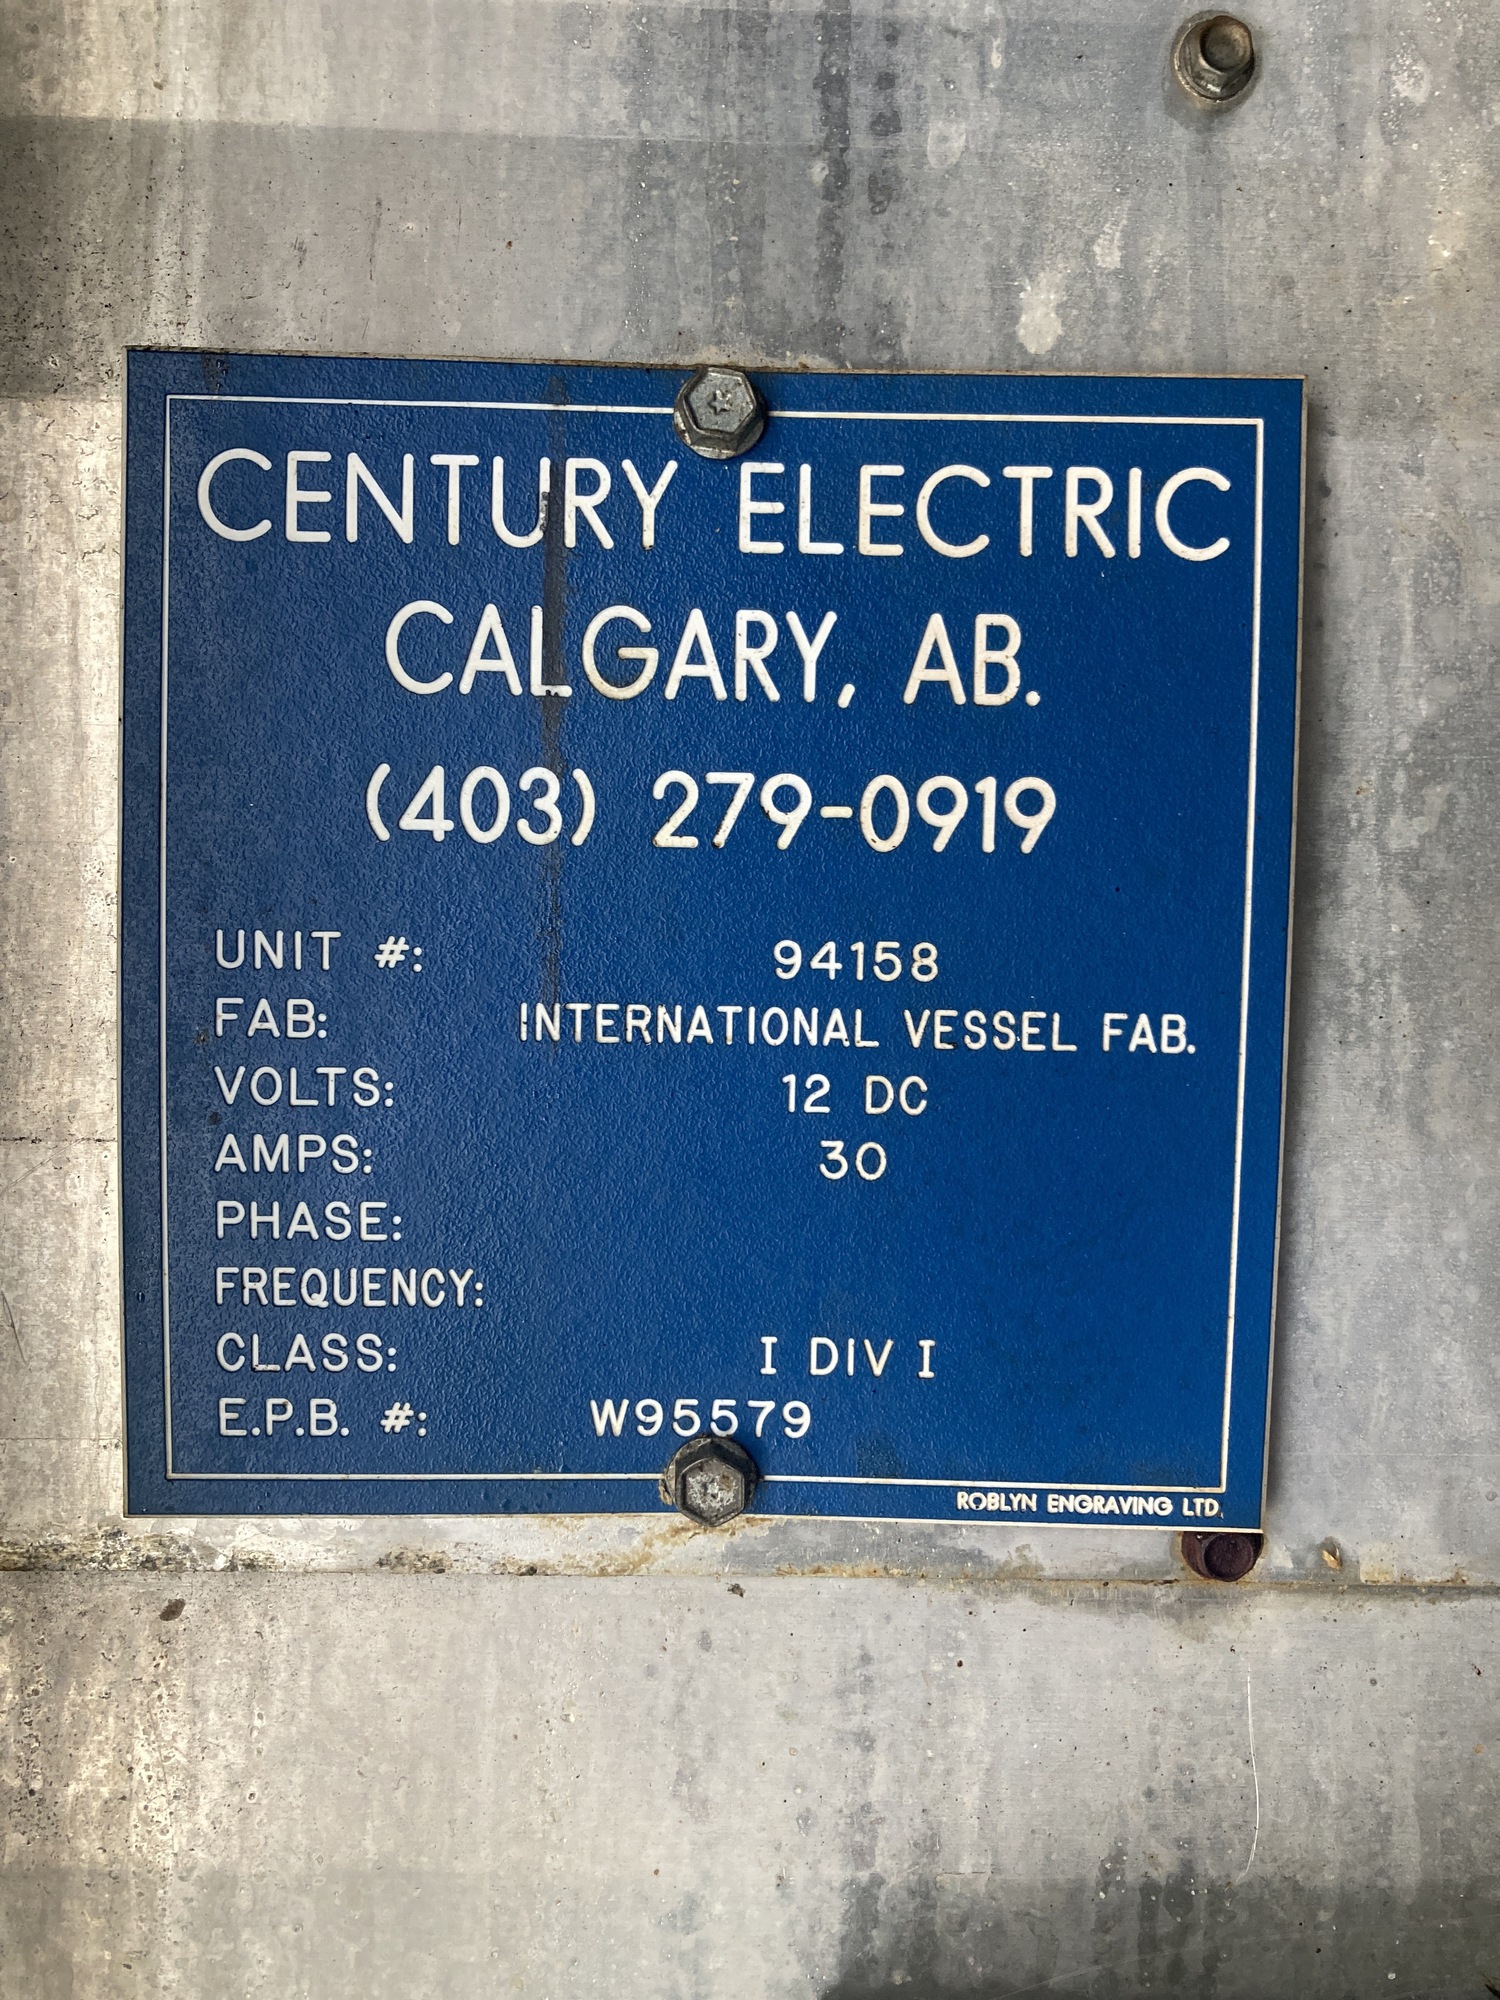 CENTURY ELECTRIC
CALGARY, AB.
(403) 279-0919
UNIT #: 94158
FAB: INTERNATIONAL VESSEL FAB.
VOLTS: 12 DC
AMPS: 30
PHASE:
FREQUENCY:
CLASS: I DIV I
E.P.B. #: W95579
ROBLYN ENGRAVING LTD.